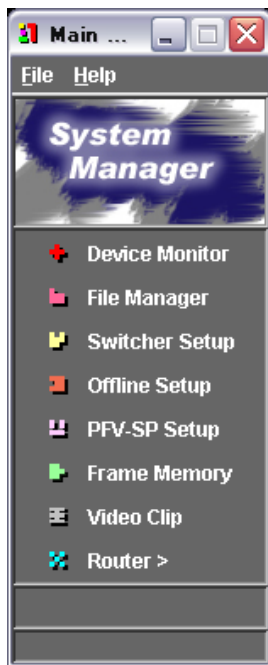 Main ...
File Help
System
Manager
Device Monitor
File Manager
Switcher Setup
Offline Setup
PFV-SP Setup
Frame Memory
Video Clip
Router >